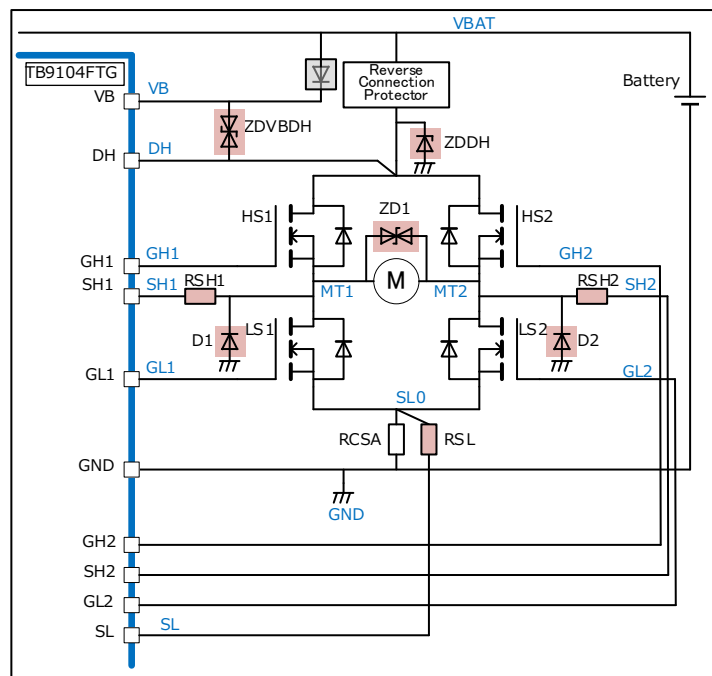 VBAT
TB9104FTG
Reverse
Connection
Protector
Battery
VB
VB
ZDVBDH
ZDDH
DH
DH
HS1
ZD1
HS2
GH1
GH1
GH2
SH1
SH1
RSH1
MT1
M
MT2
RSH2
SH2
D1
LS1
LS2
D2
GL1
GL1
GL2
SL0
RCSA
RSL
GND
GND
GH2
SH2
GL2
SL
SL